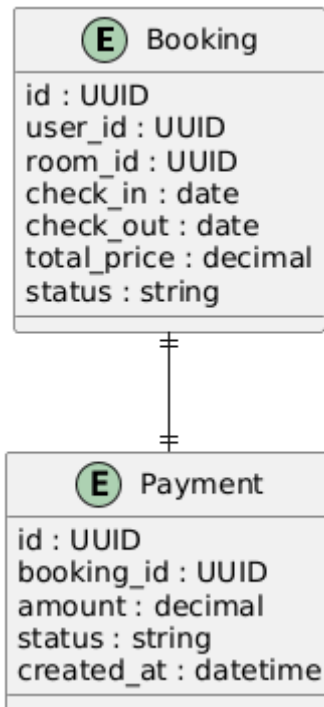 E Booking
id : UUID
user_id : UUID
room_id : UUID
check_in : date
check_out : date
total_price : decimal
status : string
E Payment
id : UUID
booking_id : UUID
amount : decimal
status : string
created_at : datetime